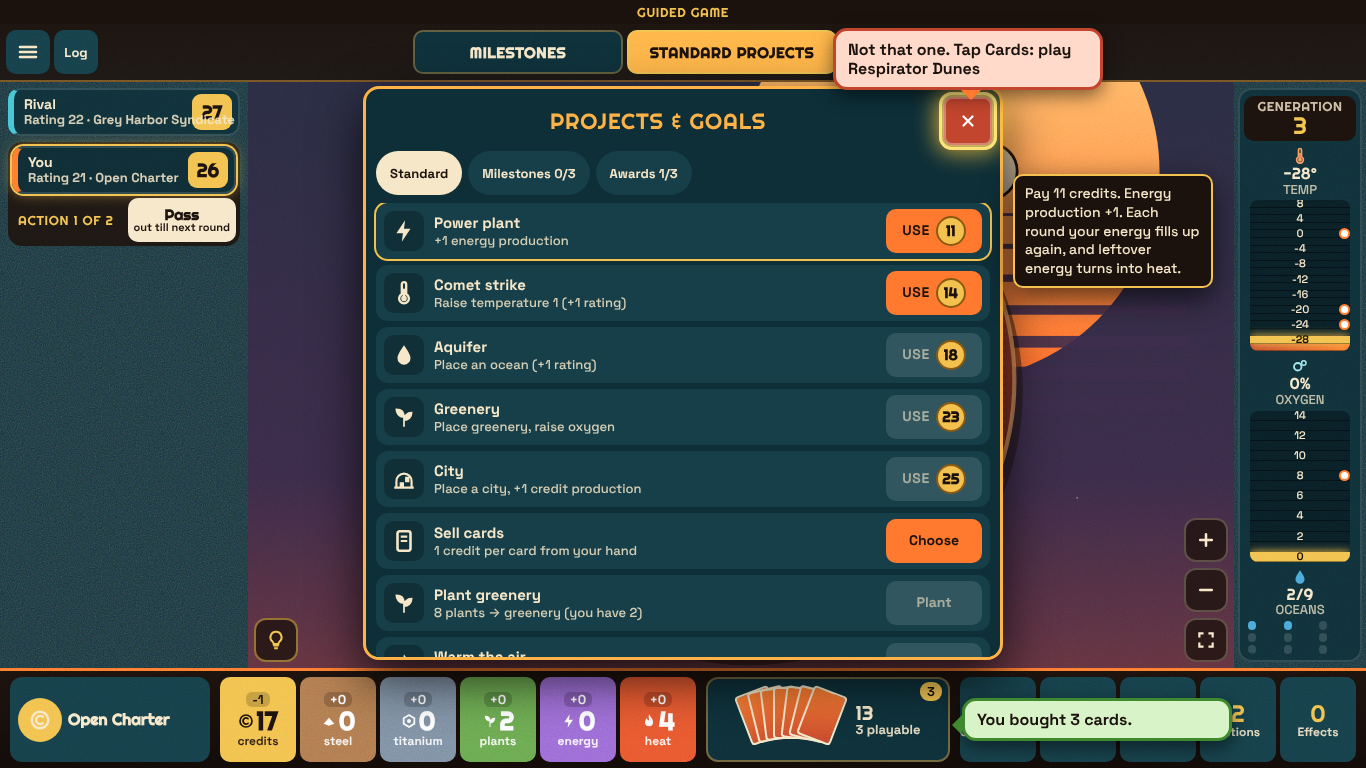 GUIDED GAME
Log
MILESTONES
STANDARD PROJECTS
Not that one. Tap Cards: play
Respirator Dunes
Rival
Rating 22 · Grey Harbor Syndicate
27
You
Rating 21 · Open Charter
26
ACTION 1 OF 2
Pass
out till next round
PROJECTS & GOALS
Standard
Milestones 0/3
Awards 1/3
Power plant
+1 energy production
USE 11
Comet strike
Raise temperature 1 (+1 rating)
USE 14
Aquifer
Place an ocean (+1 rating)
USE 18
Greenery
Place greenery, raise oxygen
USE 23
City
Place a city, +1 credit production
USE 25
Sell cards
1 credit per card from your hand
Choose
Plant greenery
8 plants → greenery (you have 2)
Plant
Warm the air
Pay 11 credits. Energy
production +1. Each
round your energy fills up
again, and leftover
energy turns into heat.
GENERATION
3
-28°
TEMP
8
4
0
-4
-8
-12
-16
-20
-24
-28
0%
OXYGEN
14
12
10
8
6
4
2
0
2/9
OCEANS
© Open Charter
-1
© 17
credits
+0
0
steel
+0
0
titanium
+0
2
plants
+0
0
energy
+0
4
heat
3
13
3 playable
You bought 3 cards.
2
0
Effects